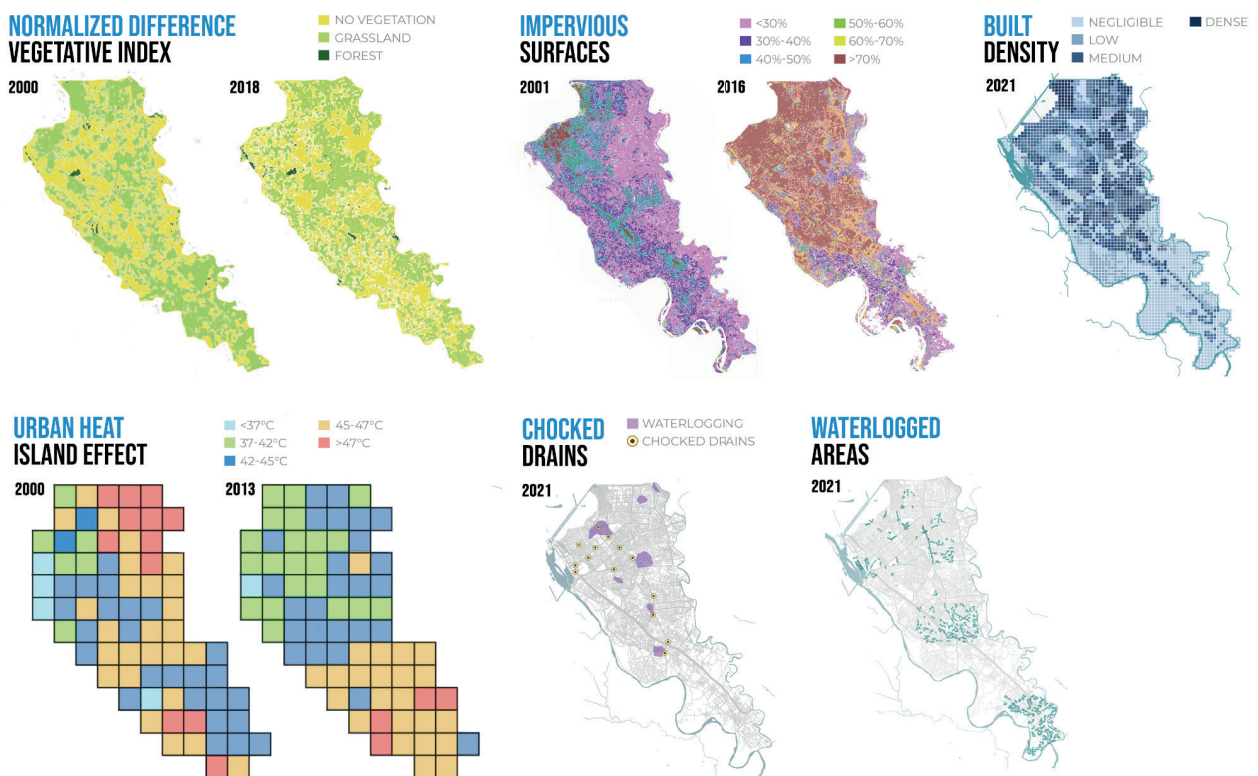 NORMALIZED DIFFERENCE
VEGETATIVE INDEX
NO VEGETATION
GRASSLAND
FOREST
2000
2018
IMPERVIOUS
SURFACES
<30%
30%-40%
40%-50%
50%-60%
60%-70%
>70%
2001
2016
BUILT
DENSITY
NEGLIGIBLE
LOW
MEDIUM
DENSE
2021
URBAN HEAT
ISLAND EFFECT
<37°C
37-42°C
42-45°C
45-47°C
>47°C
2000
2013
CHOCKED
DRAINS
WATERLOGGING
CHOCKED DRAINS
2021
WATERLOGGED
AREAS
2021